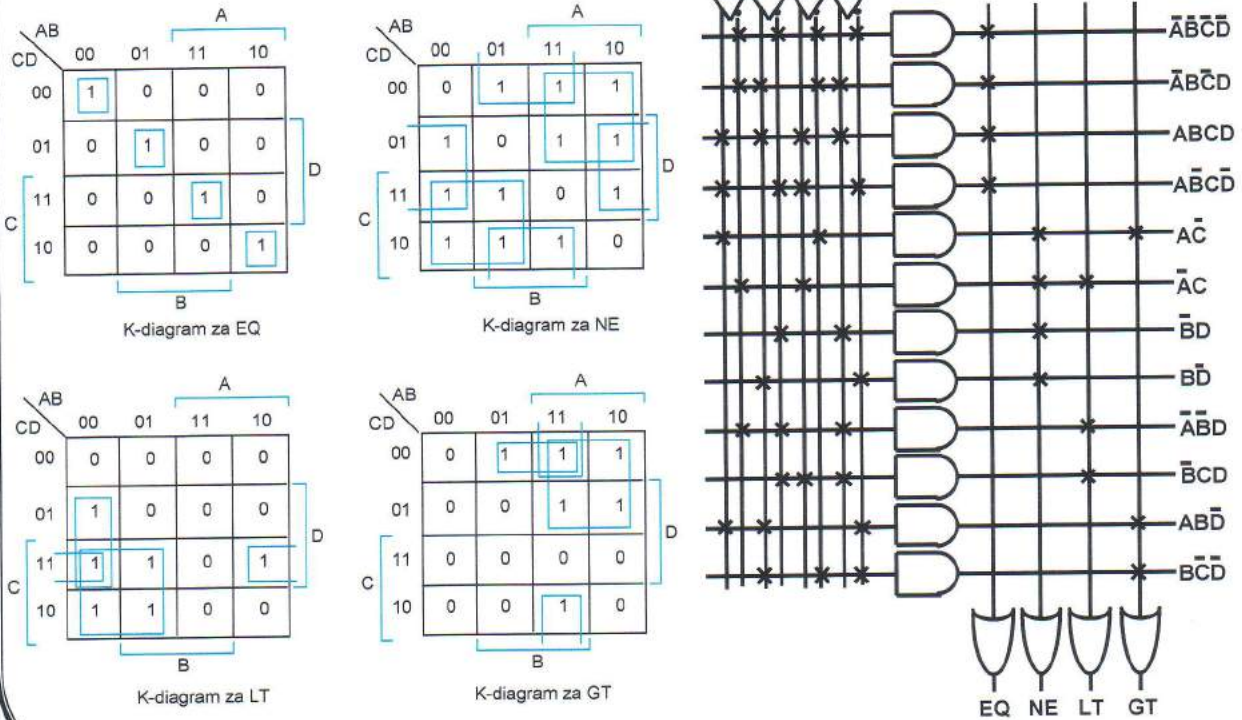 A
AB
CD 00 01 11 10
00 1 0 0 0
01 0 1 0 0
D
C 11 0 0 1 0
10 0 0 0 1
B
K-diagram za EQ
A
AB
CD 00 01 11 10
00 0 1 1 1
01 1 0 1 1
D
C 11 1 1 0 1
10 1 1 1 0
B
K-diagram za NE
A
AB
CD 00 01 11 10
00 0 0 0 0
01 1 0 0 0
D
C 11 1 1 0 1
10 1 1 0 0
B
K-diagram za LT
A
AB
CD 00 01 11 10
00 0 1 1 1
01 0 0 1 1
D
C 11 0 0 0 0
10 0 0 1 0
B
K-diagram za GT
A̅B̅C̅D̅
A̅BC̅D
ABCD
AB̅CD̅
AC̅
A̅C
B̅D
BD̅
A̅B̅D
B̅CD
ABD̅
BC̅D̅
EQ NE LT GT